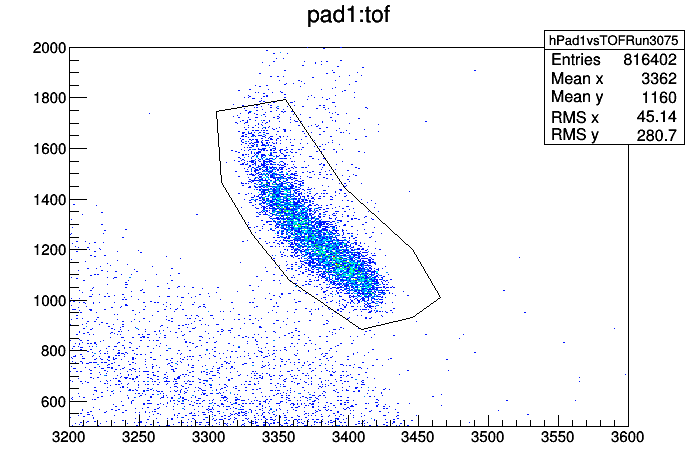 pad1:tof
hPad1vsTOFRun3075
Entries 816402
Mean x 3362
Mean y 1160
RMS x 45.14
RMS y 280.7
2000
1800
1600
1400
1200
1000
800
600
3200 3250 3300 3350 3400 3450 3500 3550 3600